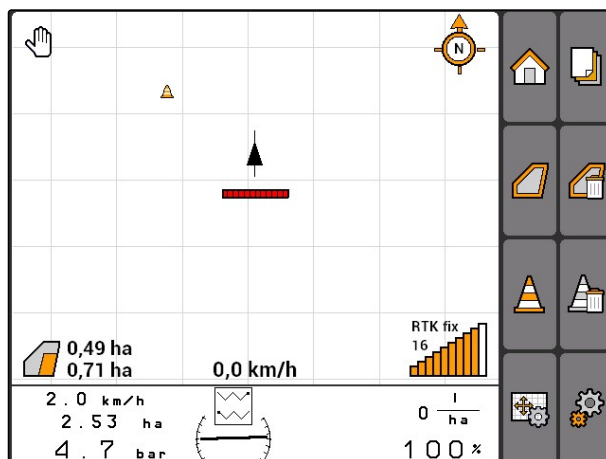 N
RTK fix
16
0,49 ha
0,71 ha
0,0 km/h
2.0 km/h
2.53 ha
4.7 bar
0 l/ha
100%